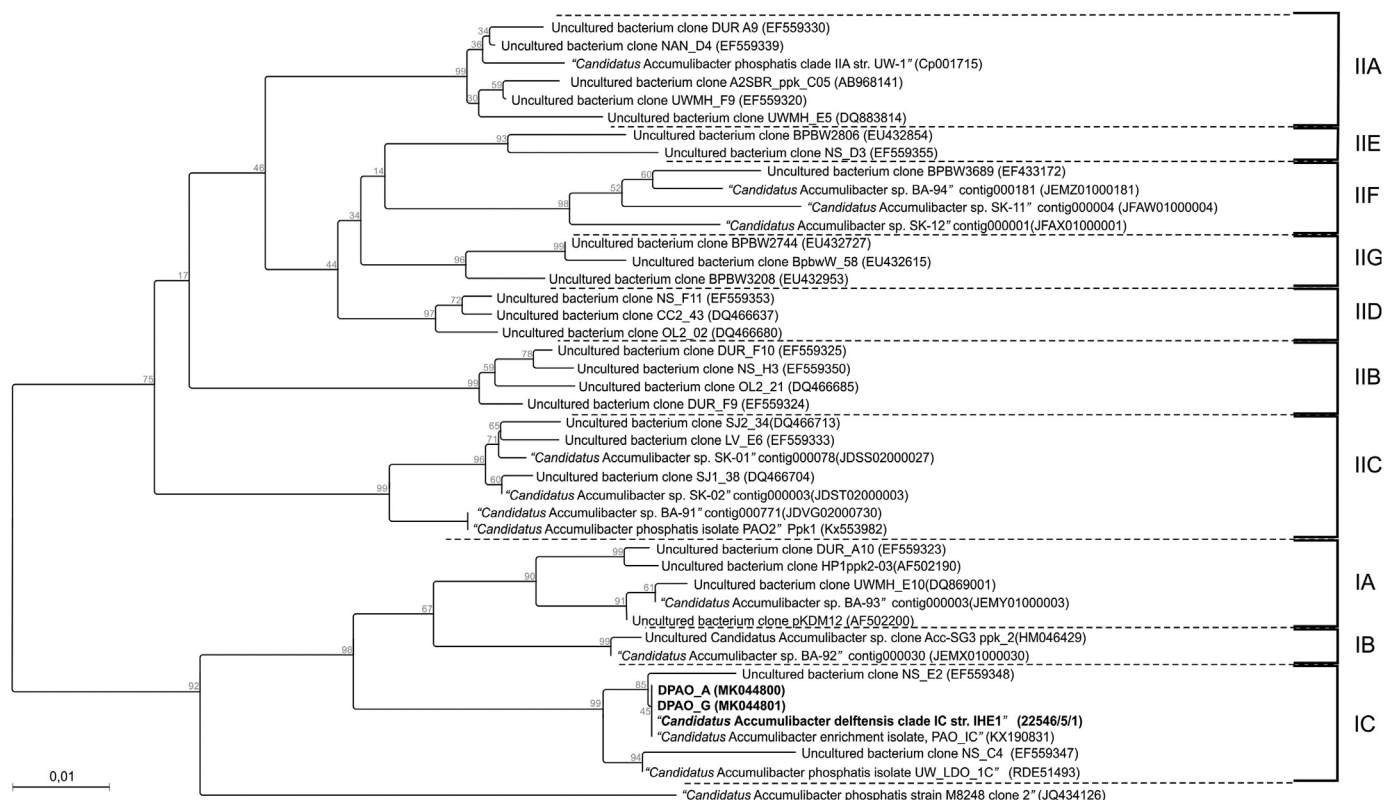 Uncultured bacterium clone DUR A9 (EF559330)
Uncultured bacterium clone NAN_D4 (EF559339)
"Candidatus Accumulibacter phosphatis clade IIA str. UW-1" (Cp001715)
Uncultured bacterium clone A2SBR_ppk_C05 (AB968141)
Uncultured bacterium clone UWMH_F9 (EF559320)
Uncultured bacterium clone UWMH_E5 (DQ883814)
IIA
Uncultured bacterium clone BPBW2806 (EU432854)
Uncultured bacterium clone NS_D3 (EF559355)
IIE
Uncultured bacterium clone BPBW3689 (EF433172)
"Candidatus Accumulibacter sp. BA-94" contig000181 (JEMZ01000181)
"Candidatus Accumulibacter sp. SK-11" contig000004 (JFAW01000004)
"Candidatus Accumulibacter sp. SK-12" contig000001(JFAX01000001)
IIF
Uncultured bacterium clone BPBW2744 (EU432727)
Uncultured bacterium clone BpbwW_58 (EU432615)
Uncultured bacterium clone BPBW3208 (EU432953)
IIG
Uncultured bacterium clone NS_F11 (EF559353)
Uncultured bacterium clone CC2_43 (DQ466637)
Uncultured bacterium clone OL2_02 (DQ466680)
IID
Uncultured bacterium clone DUR_F10 (EF559325)
Uncultured bacterium clone NS_H3 (EF559350)
Uncultured bacterium clone OL2_21 (DQ466685)
Uncultured bacterium clone DUR_F9 (EF559324)
IIB
Uncultured bacterium clone SJ2_34(DQ466713)
Uncultured bacterium clone LV_E6 (EF559333)
"Candidatus Accumulibacter sp. SK-01" contig000078(JDSS02000027)
Uncultured bacterium clone SJ1_38 (DQ466704)
"Candidatus Accumulibacter sp. SK-02" contig000003(JDST02000003)
"Candidatus Accumulibacter sp. BA-91" contig000771(JDVG02000730)
"Candidatus Accumulibacter phosphatis isolate PAO2" Ppk1 (Kx553982)
IIC
Uncultured bacterium clone DUR_A10 (EF559323)
Uncultured bacterium clone HP1ppk2-03(AF502190)
Uncultured bacterium clone UWMH_E10(DQ869001)
"Candidatus Accumulibacter sp. BA-93" contig000003(JEMY01000003)
Uncultured bacterium clone pKDM12 (AF502200)
IA
Uncultured Candidatus Accumulibacter sp. clone Acc-SG3 ppk_2(HM046429)
"Candidatus Accumulibacter sp. BA-92" contig000030 (JEMX01000030)
IB
Uncultured bacterium clone NS_E2 (EF559348)
DPAO_A (MK044800)
DPAO_G (MK044801)
"Candidatus Accumulibacter delftensis clade IC str. IHE1" (22546/5/1)
"Candidatus Accumulibacter enrichment isolate, PAO_IC" (KX190831)
Uncultured bacterium clone NS_C4 (EF559347)
"Candidatus Accumulibacter phosphatis isolate UW_LDO_1C" (RDE51493)
IC
"Candidatus Accumulibacter phosphatis strain M8248 clone 2" (JQ434126)
34
36
99
59
30
46
93
14
60
52
98
34
99
96
44
72
97
17
78
59
99
75
65
71
96
60
99
99
90
61
91
67
99
98
85
45
99
94
92
0,01